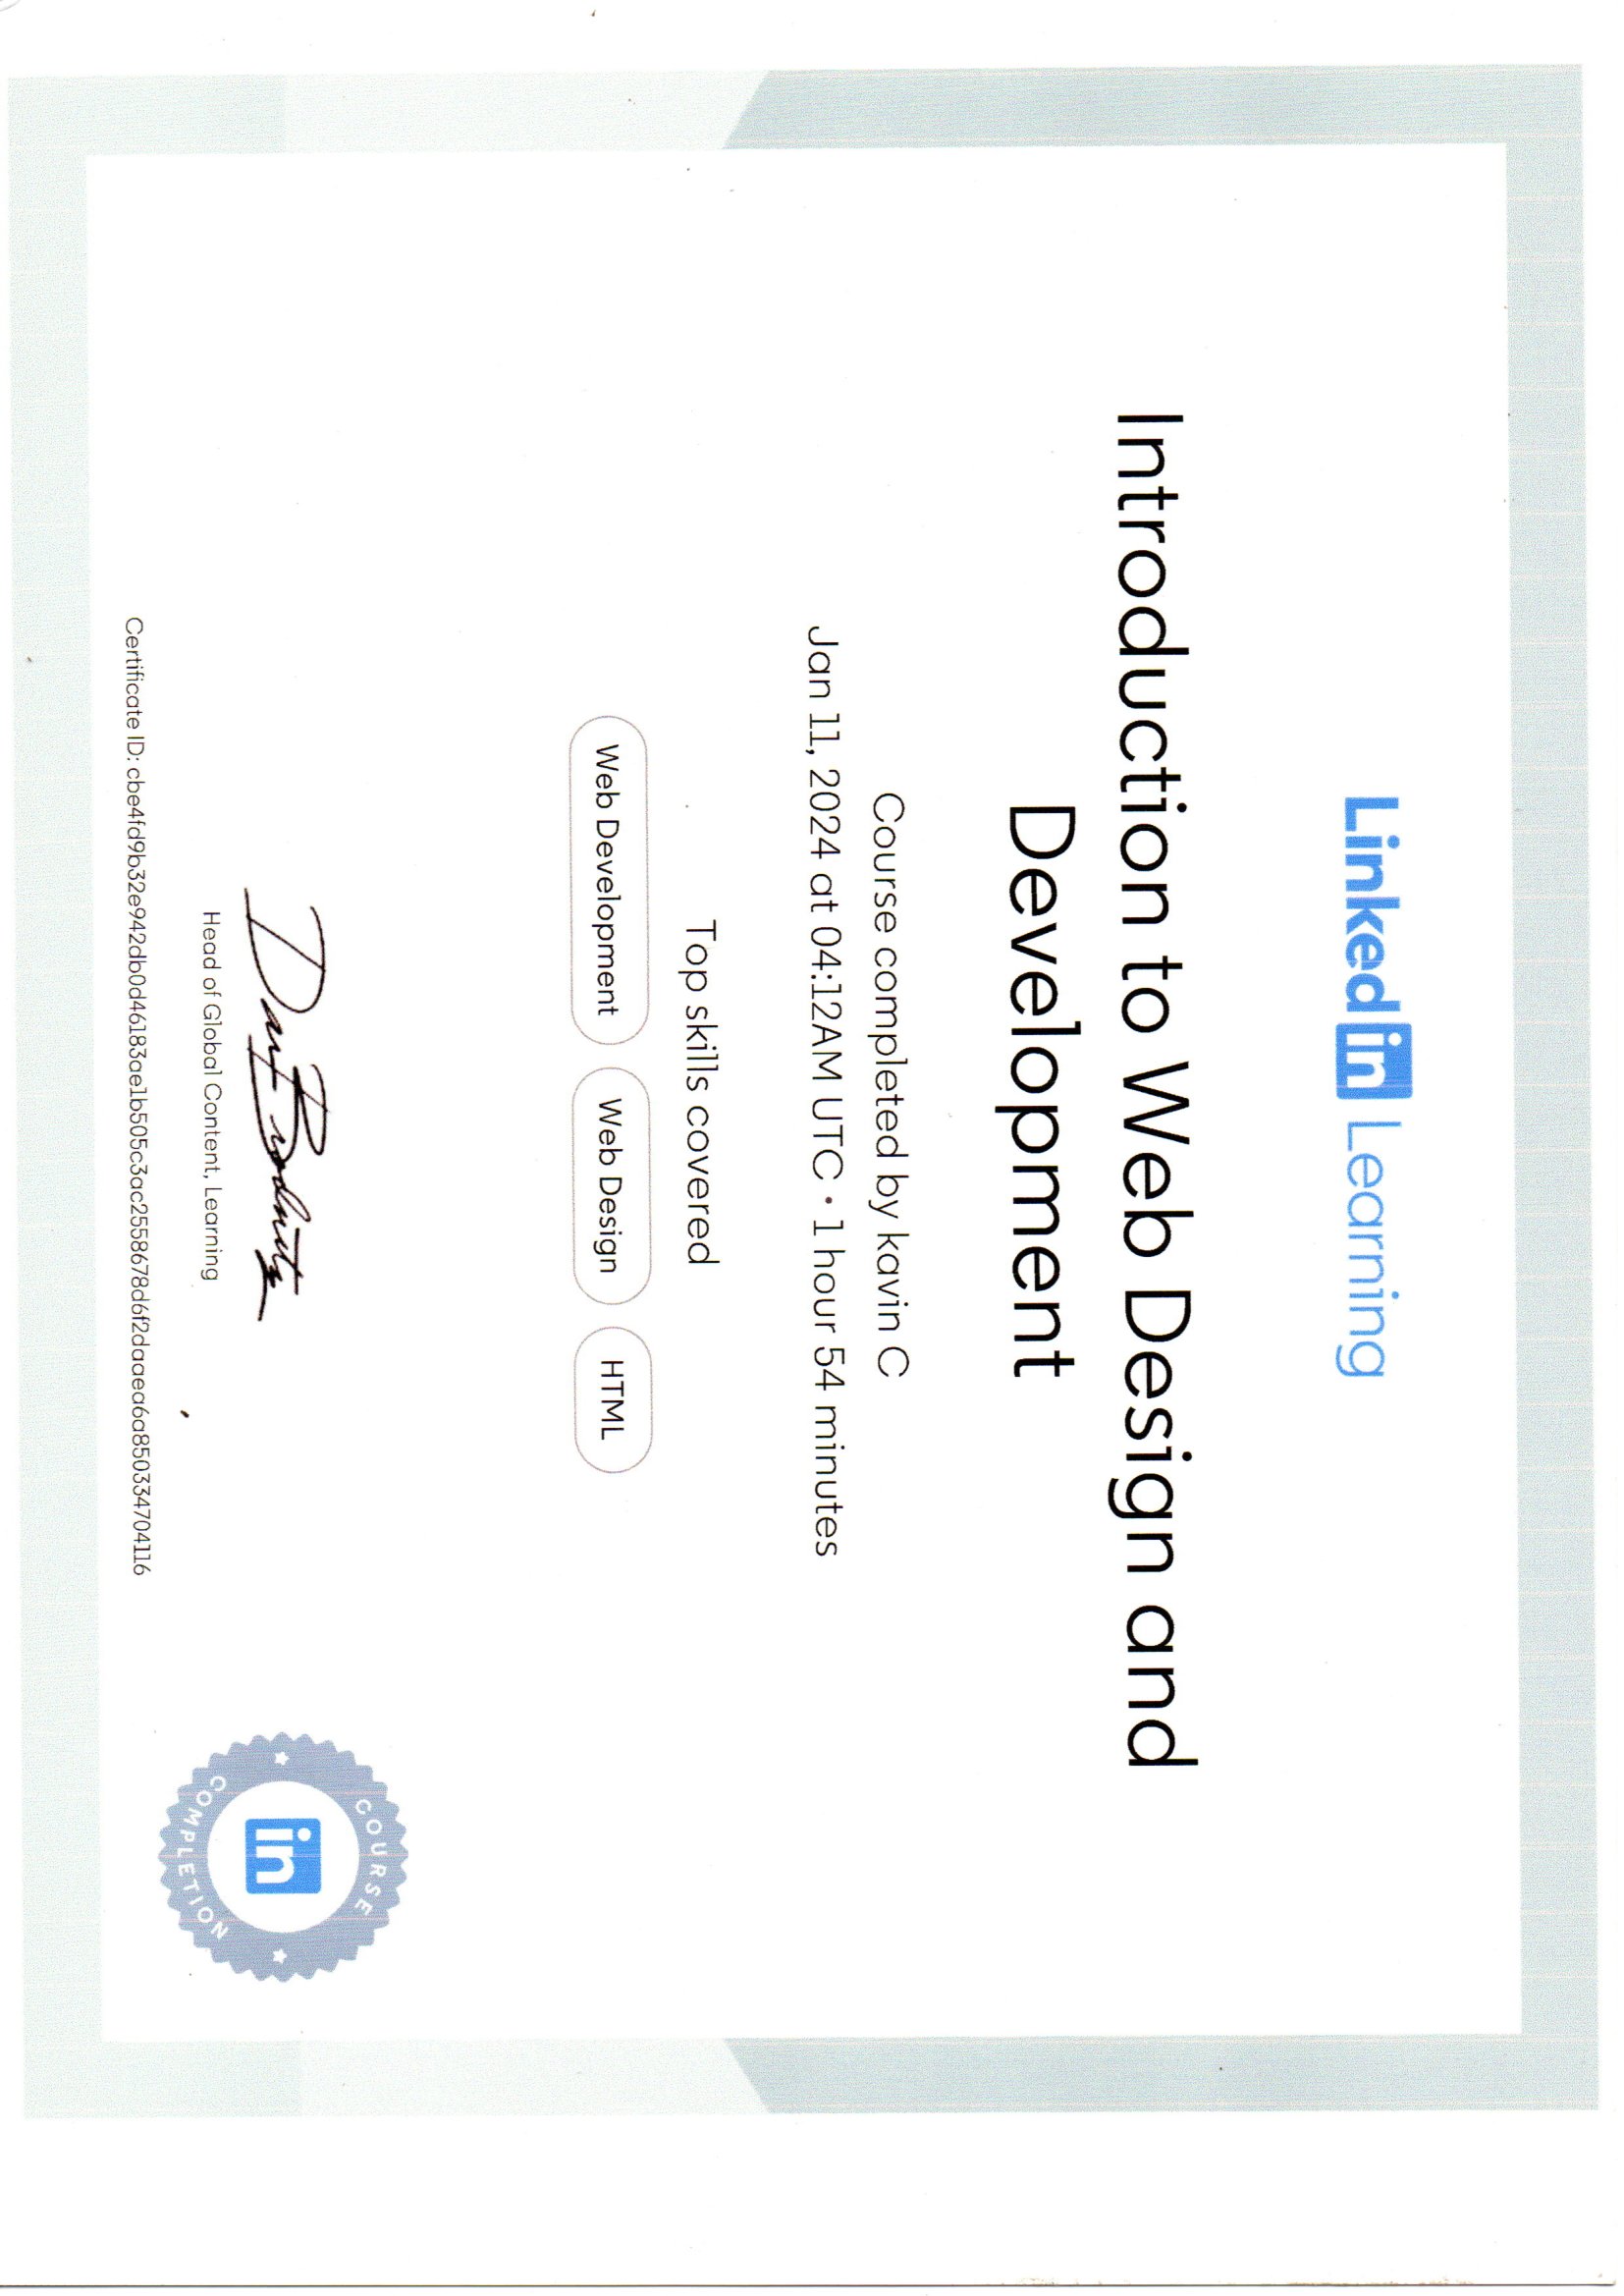 Linked in Learning
Introduction to Web Design and
Development
Course completed by kavin C
Jan 11, 2024 at 04:12AM UTC • 1 hour 54 minutes
Top skills covered
Web Development Web Design HTML
Head of Global Content, Learning
COURSE
in
COMPLETION
Certificate ID: cbe4fd9b32e942db0d46183ae1b505c3ac2558678d6f2daaea6a850334704116